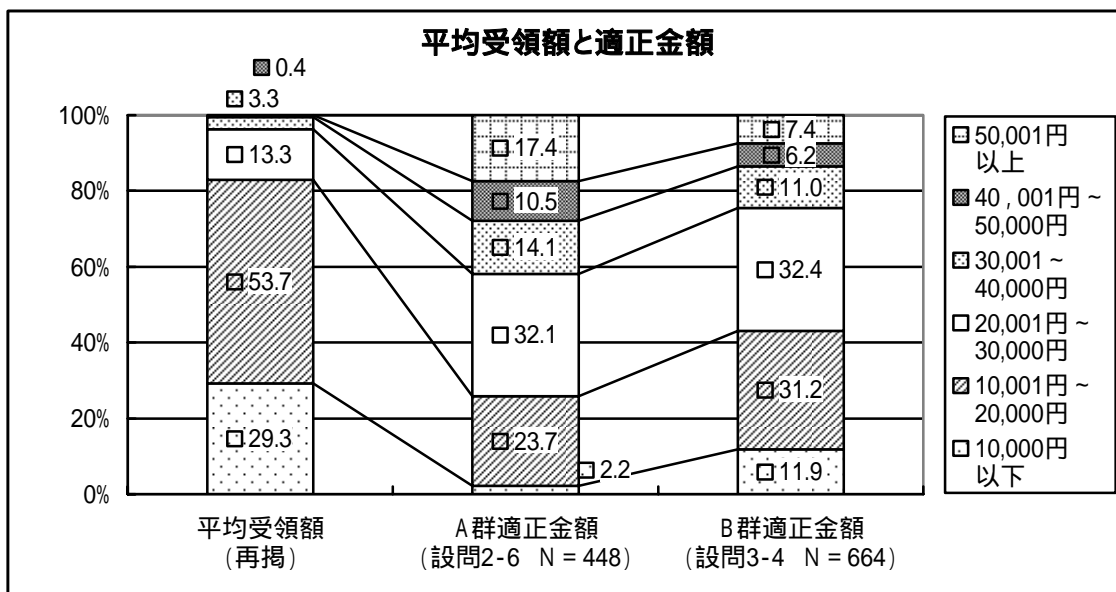 平均受領額と適正金額
0.4
3.3
100%
80%
60%
40%
20%
0%
13.3
53.7
29.3
17.4
10.5
14.1
32.1
23.7
2.2
7.4
6.2
11.0
32.4
31.2
11.9
平均受領額
(再掲)
A群適正金額
(設問2-6 N = 448)
B群適正金額
(設問3-4 N = 664)
50,001円
以上
40 , 001円 ~
50,000円
30,001 ~
40,000円
20,001円 ~
30,000円
10,001円 ~
20,000円
10,000円
以下